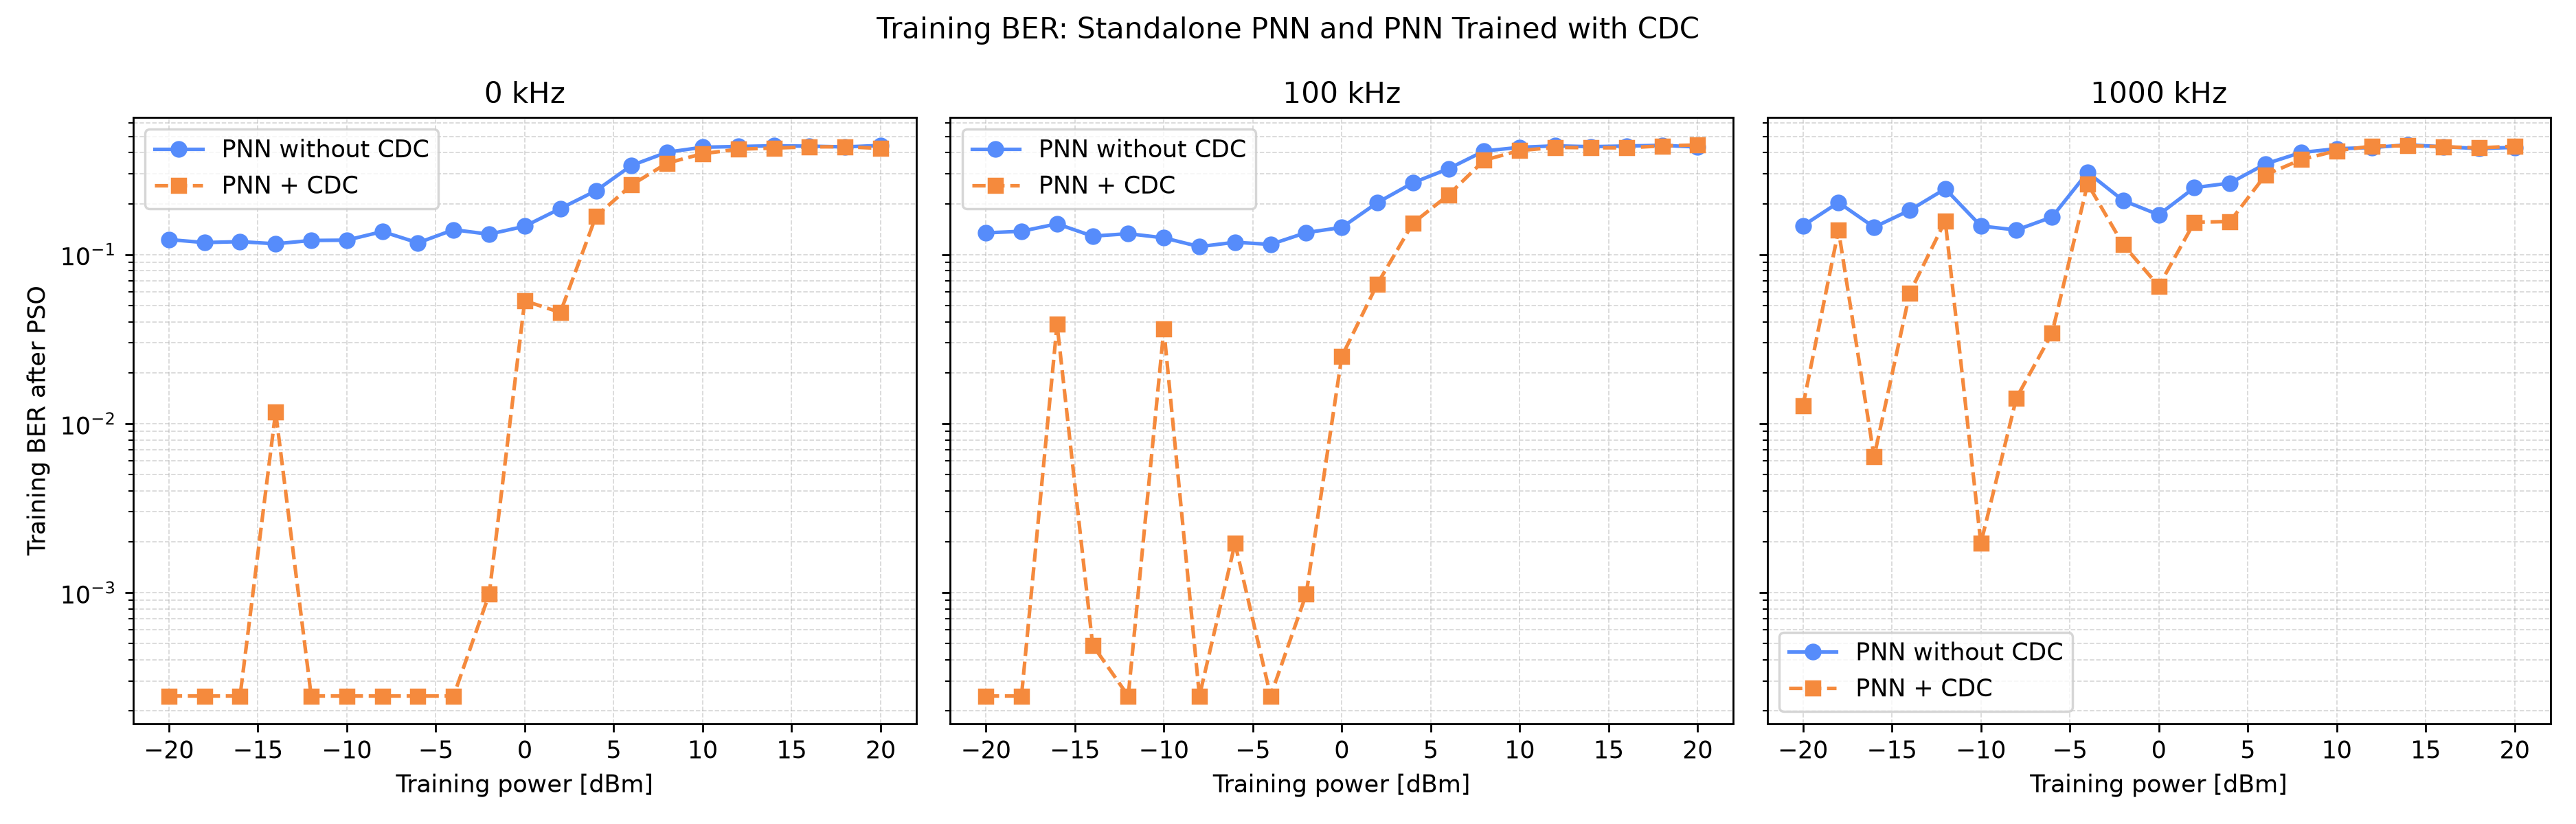 Training BER: Standalone PNN and PNN Trained with CDC
0 kHz
100 kHz
1000 kHz
Training BER after PSO
10⁻¹
10⁻²
10⁻³
PNN without CDC
PNN + CDC
−20 −15 −10 −5 0 5 10 15 20
Training power [dBm]
PNN without CDC
PNN + CDC
−20 −15 −10 −5 0 5 10 15 20
Training power [dBm]
PNN without CDC
PNN + CDC
−20 −15 −10 −5 0 5 10 15 20
Training power [dBm]